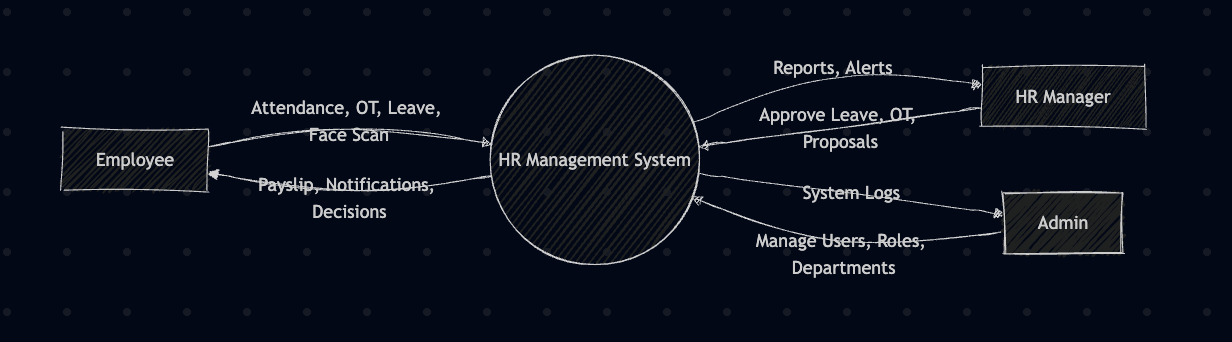 Attendance, OT, Leave,
Face Scan
Employee
Payslip, Notifications,
Decisions
HR Management System
Reports, Alerts
HR Manager
Approve Leave, OT,
Proposals
System Logs
Admin
Manage Users, Roles,
Departments